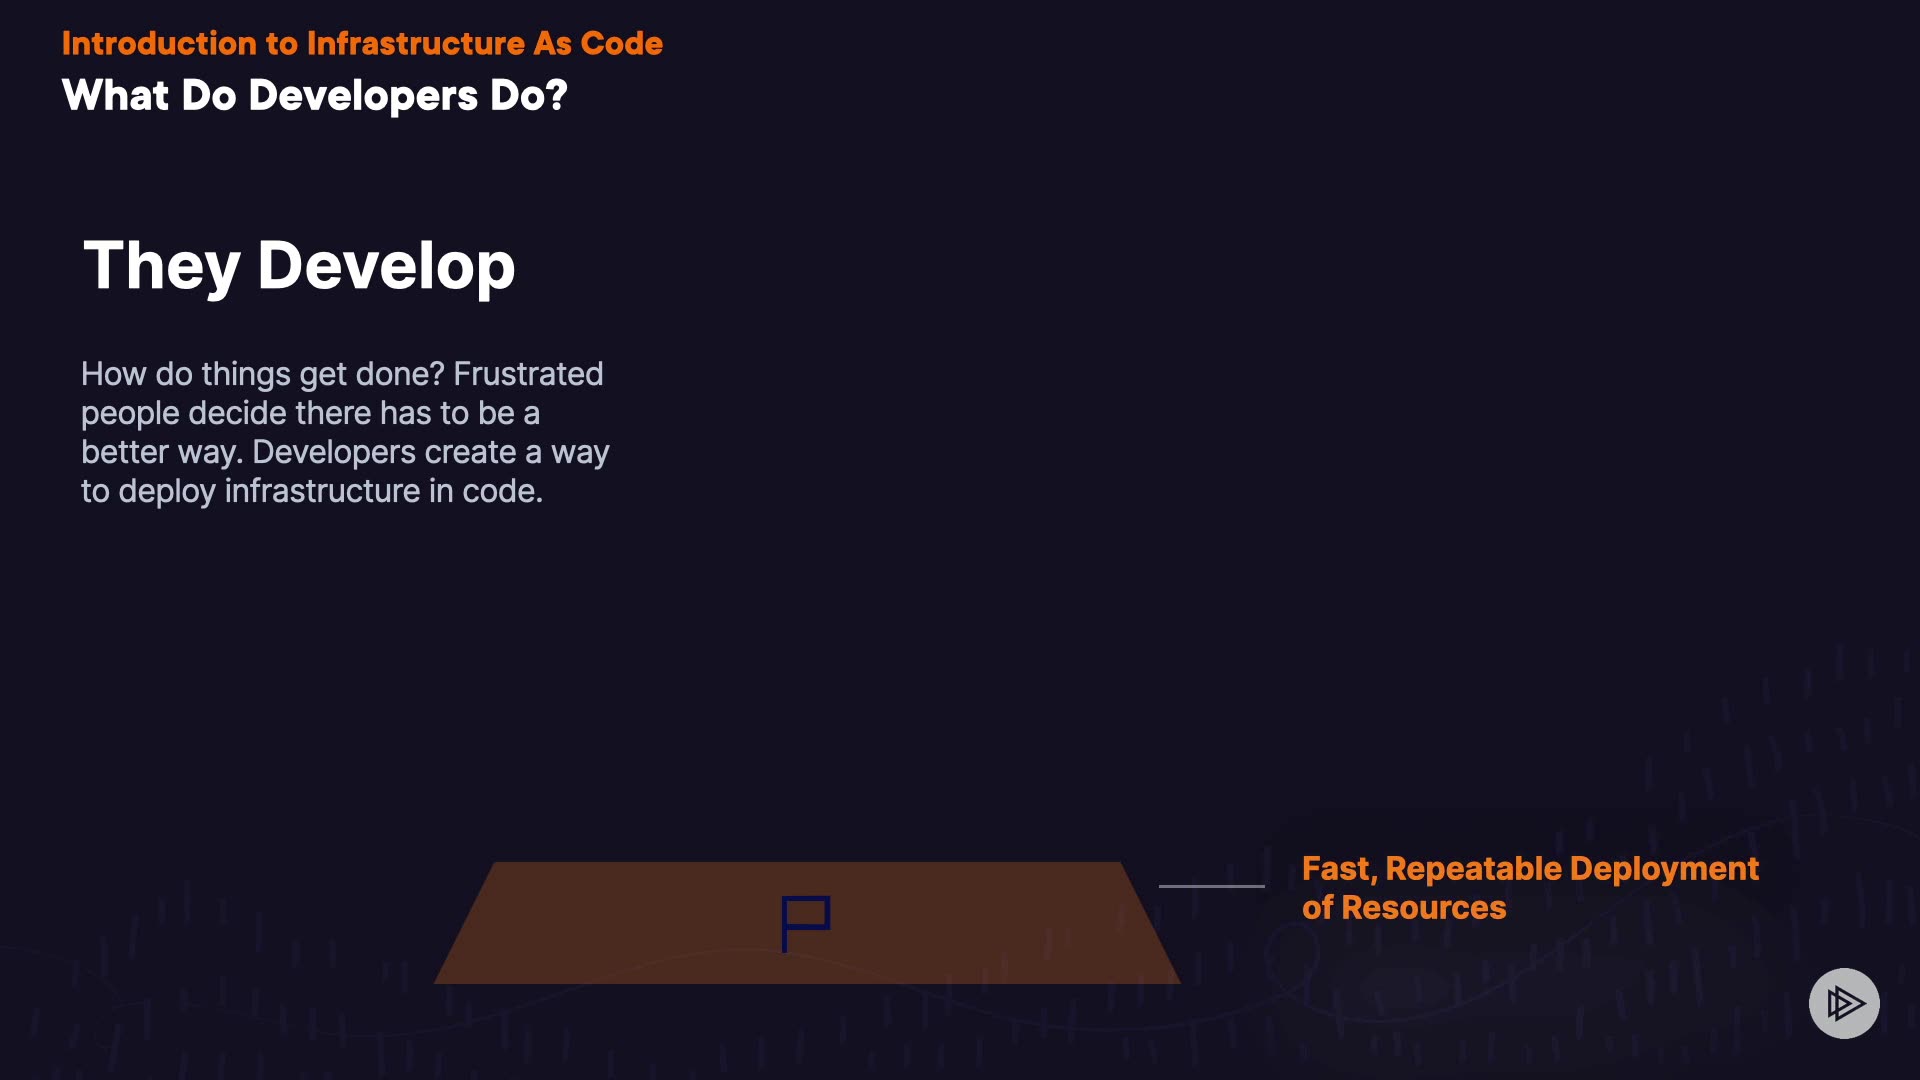 Introduction to Infrastructure As Code
What Do Developers Do?
They Develop
How do things get done? Frustrated
people decide there has to be a
better way. Developers create a way
to deploy infrastructure in code.
Fast, Repeatable Deployment
of Resources